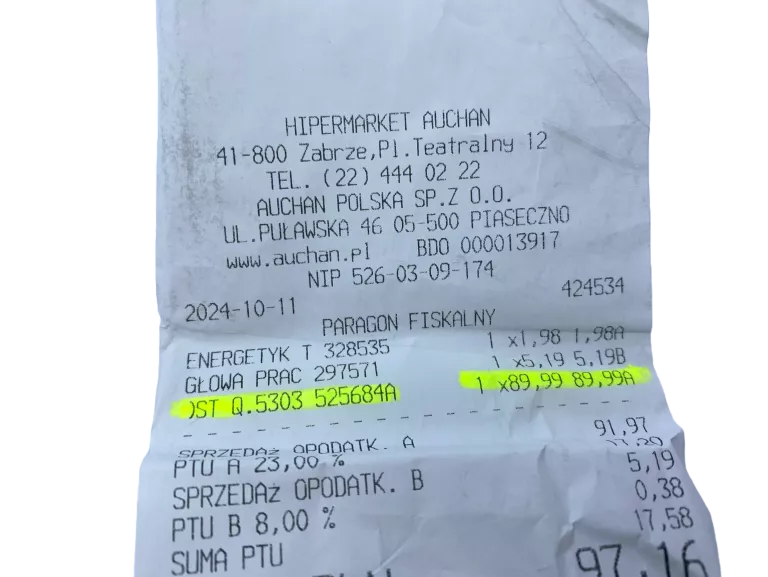 HIPERMARKET AUCHAN
41-800 Zabrze,Pl.Teatralny 12
TEL. (22) 444 02 22
AUCHAN POLSKA SP.Z O.O.
UL.PUŁAWSKA 46 05-500 PIASECZNO
www.auchan.pl BDO 000013917
NIP 526-03-09-174
2024-10-11 424534
PARAGON FISKALNY
ENERGETYK T 328535 1 x1,98 1,98A
GŁOWA PRAC 297571 1 x5,19 5,19B
)ST Q.5303 525684A 1 x89,99 89,99A
SPRZEDAŻ OPODATK. A 91,97
PTU A 23,00 %
SPRZEDAŻ OPODATK. B 5,19
PTU B 8,00 % 0,38
SUMA PTU 17,58
97,16